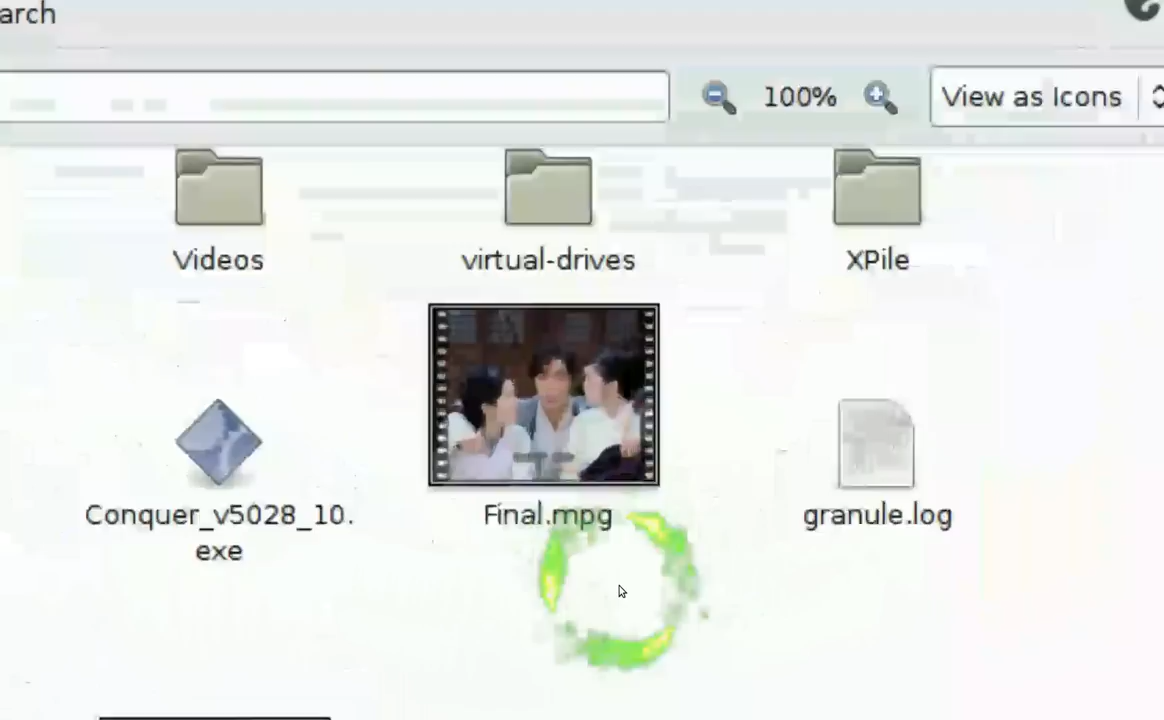 arch
100%
View as Icons
Videos
virtual-drives
XPile
Conquer_v5028_10.
exe
Final.mpg
granule.log